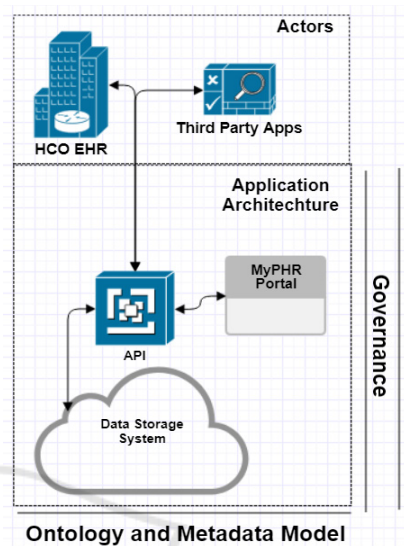 Actors
HCO EHR
Third Party Apps
Application
Architechture
MyPHR
Portal
API
Data Storage
System
Governance
Ontology and Metadata Model